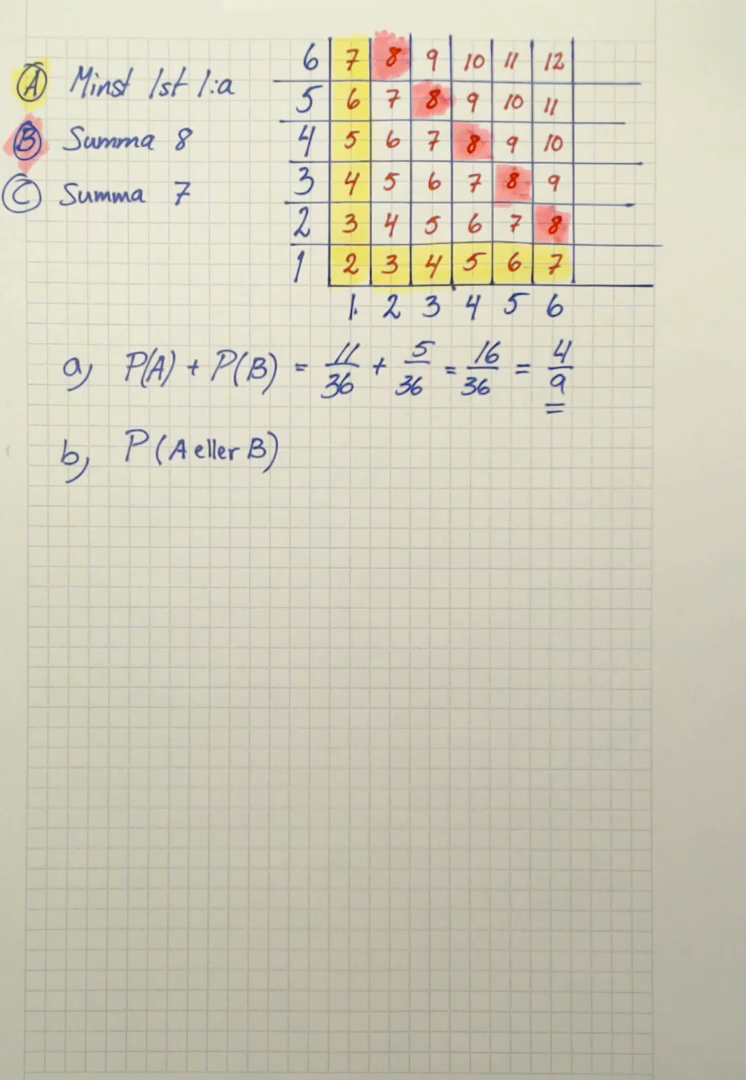 A Minst 1st 1:a
B Summa 8
C Summa 7
6 7 8 9 10 11 12
5 6 7 8 9 10 11
4 5 6 7 8 9 10
3 4 5 6 7 8 9
2 3 4 5 6 7 8
1 2 3 4 5 6 7
1. 2 3 4 5 6
a) P(A) + P(B) = 11/36 + 5/36 = 16/36 = 4/9
b) P(A eller B)